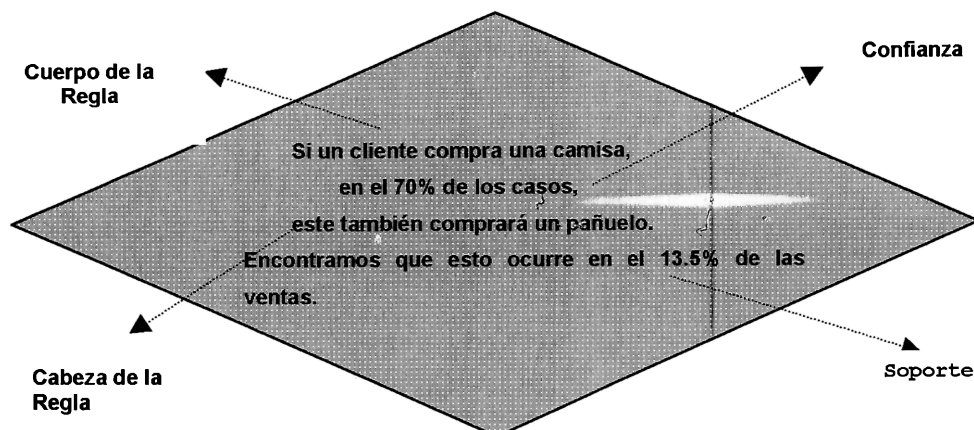 Cuerpo de la
Regla
Confianza
Si un cliente compra una camisa,
en el 70% de los casos,
este también comprará un pañuelo.
Encontramos que esto ocurre en el 13.5% de las
ventas.
Cabeza de la
Regla
Soporte